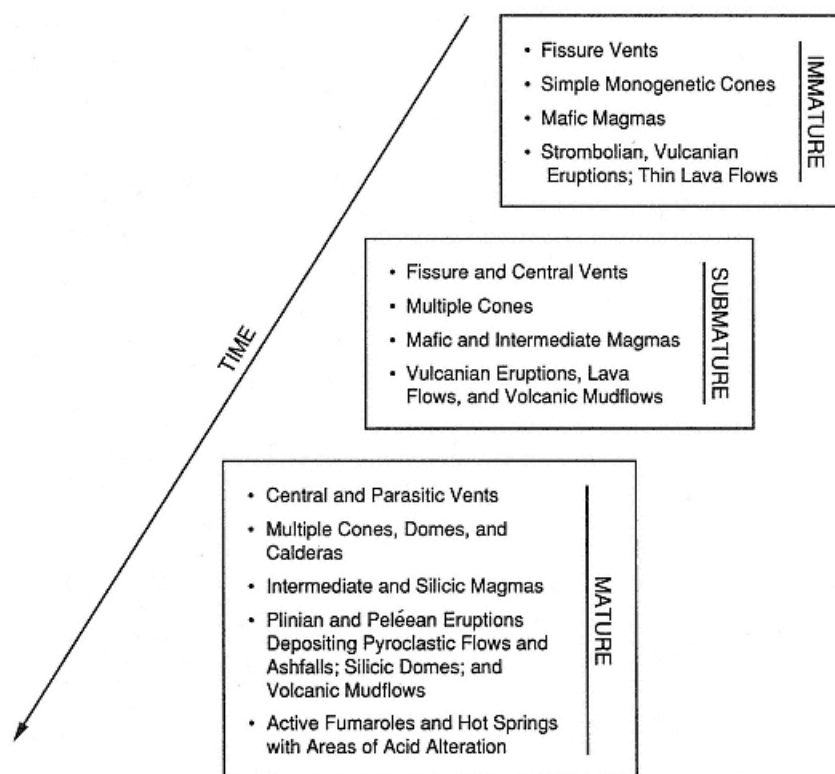 • Fissure Vents
• Simple Monogenetic Cones
• Mafic Magmas
• Strombolian, Vulcanian
Eruptions; Thin Lava Flows
IMMATURE
TIME
• Fissure and Central Vents
• Multiple Cones
• Mafic and Intermediate Magmas
• Vulcanian Eruptions, Lava
Flows, and Volcanic Mudflows
SUBMATURE
• Central and Parasitic Vents
• Multiple Cones, Domes, and
Calderas
• Intermediate and Silicic Magmas
• Plinian and Peléean Eruptions
Depositing Pyroclastic Flows and
Ashfalls; Silicic Domes; and
Volcanic Mudflows
• Active Fumaroles and Hot Springs
with Areas of Acid Alteration
MATURE